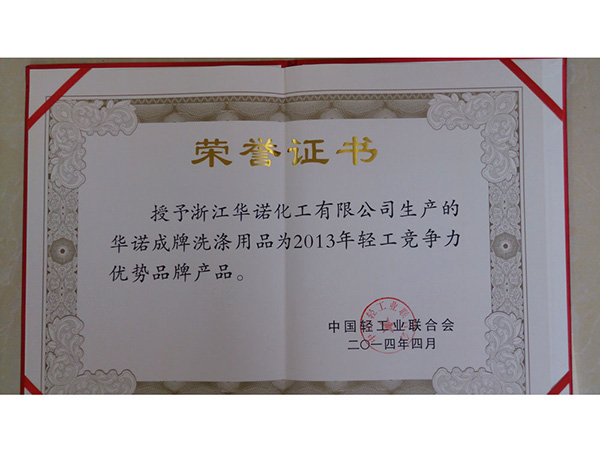 荣誉证书
授予浙江华诺化工有限公司生产的
华诺成牌洗涤用品为2013年轻工竞争力
优势品牌产品。
中国轻工业联合会
二〇一四年四月